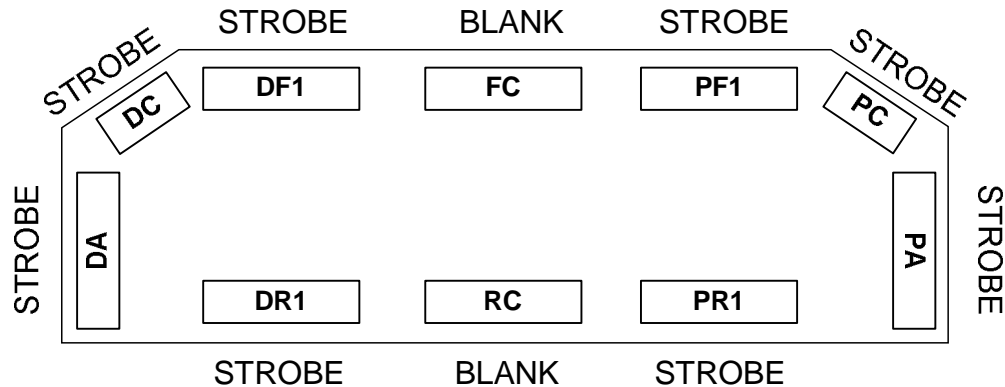 STROBE BLANK STROBE
STROBE STROBE
DC DF1 FC PF1 PC
STROBE DA PA STROBE
DR1 RC PR1
STROBE BLANK STROBE